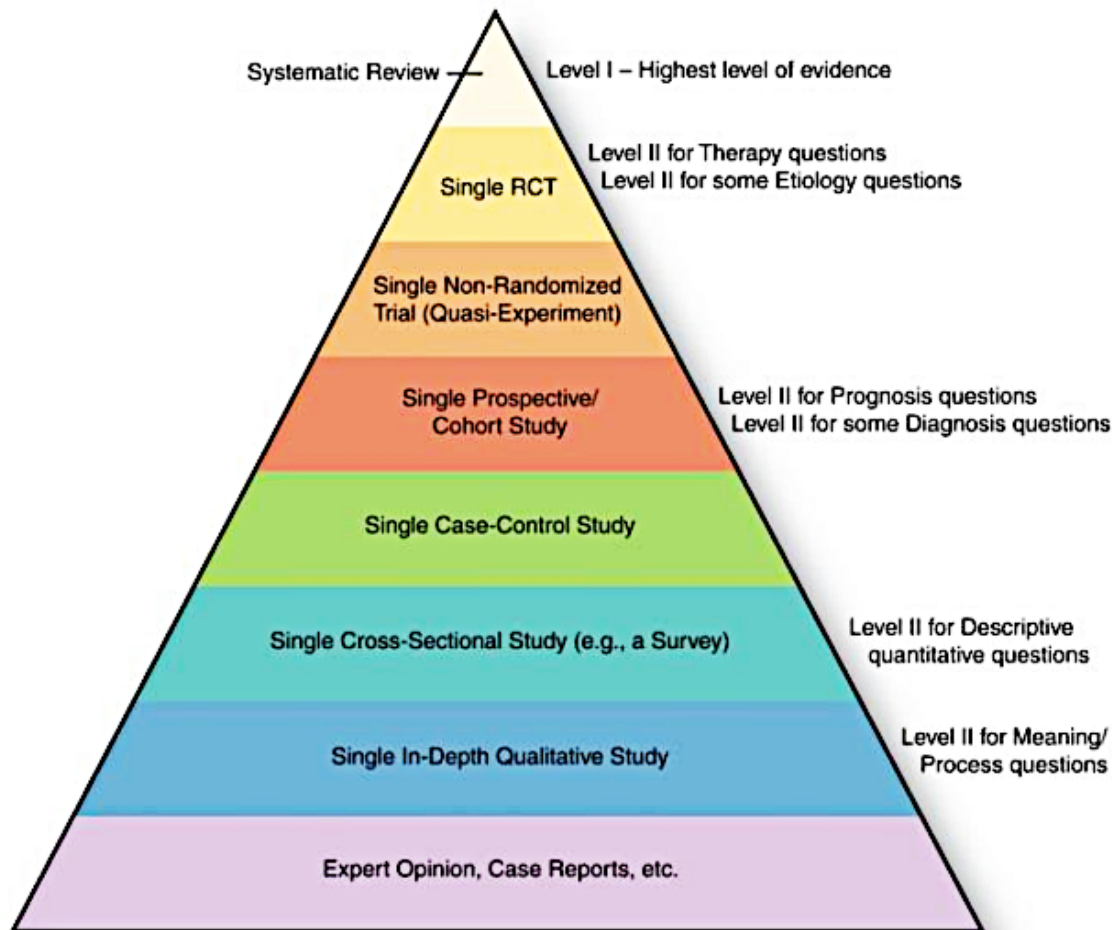 Systematic Review
Level I – Highest level of evidence
Level II for Therapy questions
Level II for some Etiology questions
Single RCT
Single Non-Randomized
Trial (Quasi-Experiment)
Single Prospective/
Cohort Study
Level II for Prognosis questions
Level II for some Diagnosis questions
Single Case-Control Study
Single Cross-Sectional Study (e.g., a Survey)
Level II for Descriptive
quantitative questions
Single In-Depth Qualitative Study
Level II for Meaning/
Process questions
Expert Opinion, Case Reports, etc.